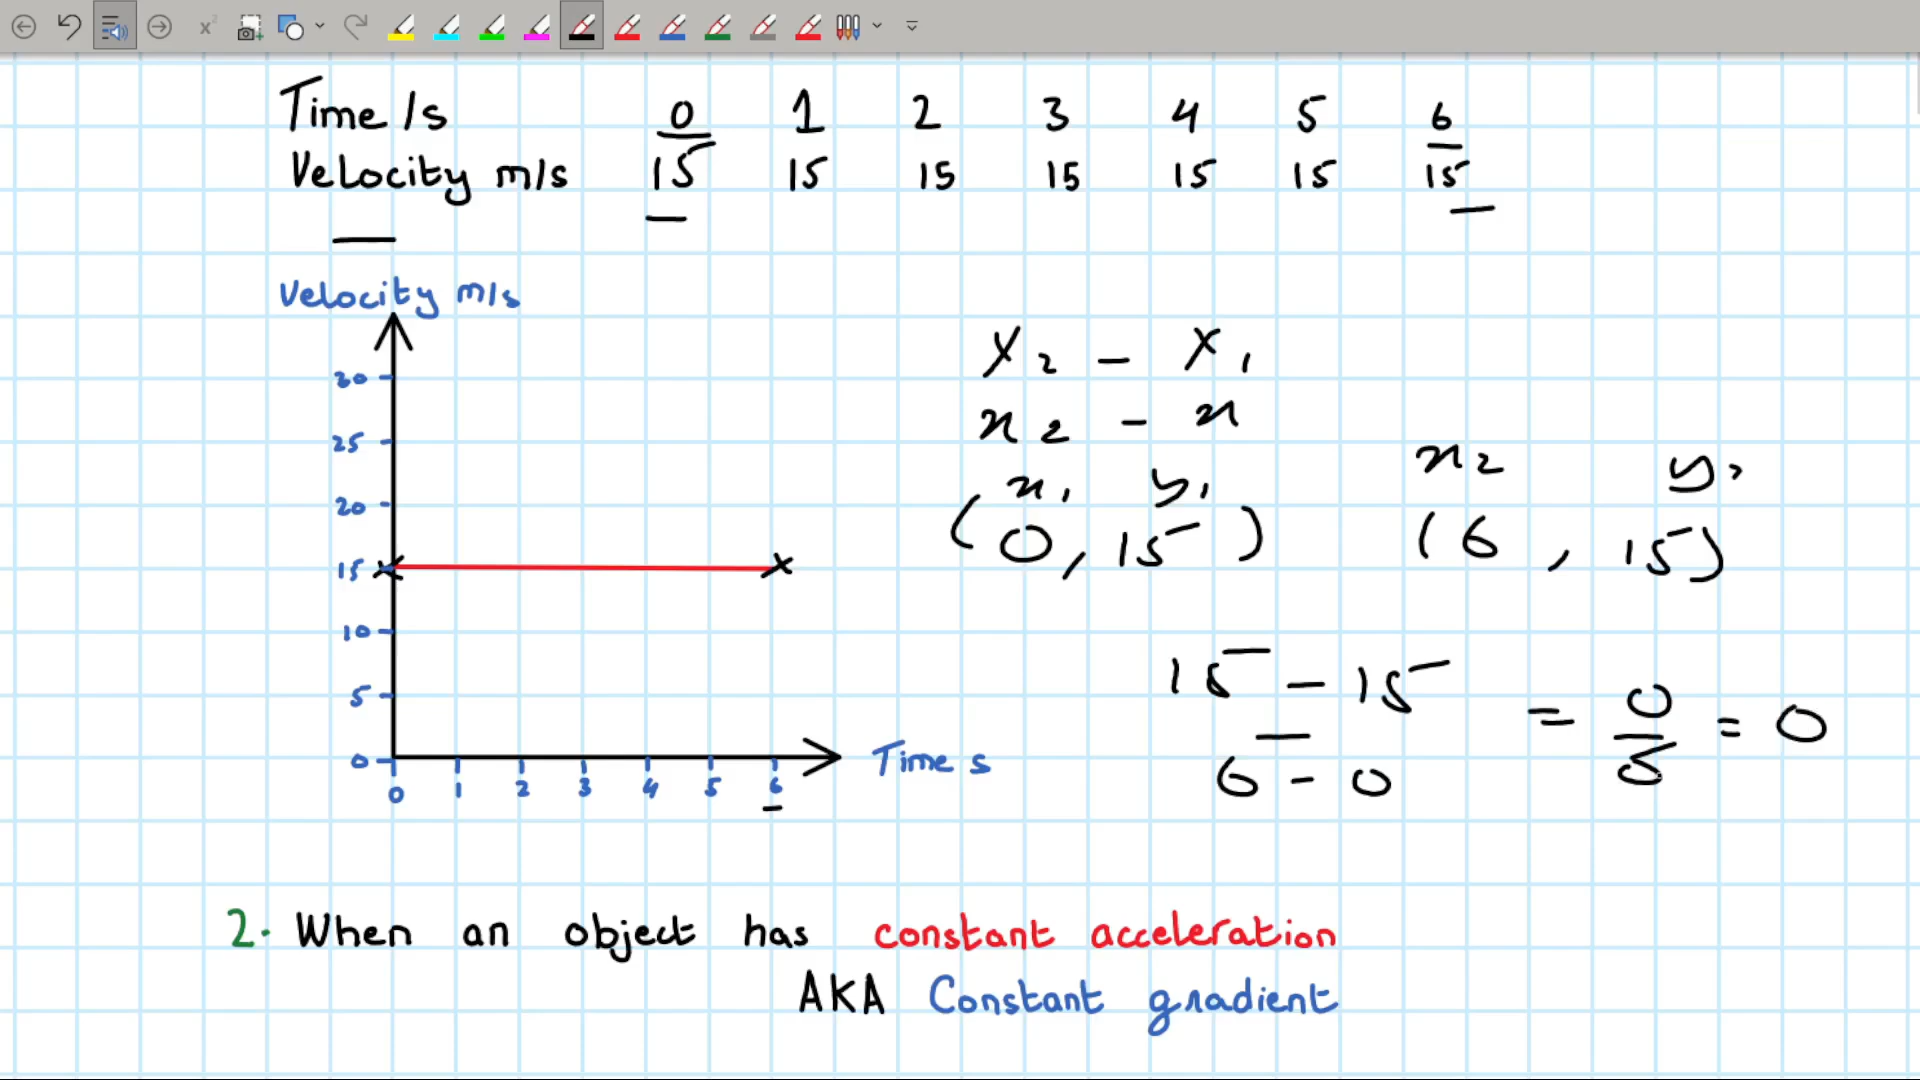 Time /s 0 1 2 3 4 5 6
Velocity m/s 15 15 15 15 15 15 15
Velocity m/s
30
25
20
15
10
5
0
0 1 2 3 4 5 6
Time s
X₂ - X₁
x₂ - x
x₁ y₁
(0, 15)
x₂ y₂
(6, 15)
15 - 15
6 - 0
= 0/6 = 0
2. When an object has constant acceleration
AKA Constant gradient